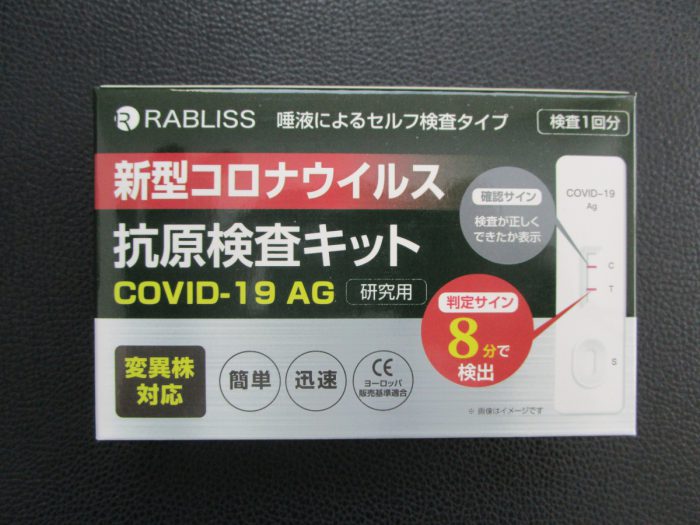 RABLISS 唾液によるセルフ検査タイプ 検査1回分
新型コロナウイルス
抗原検査キット
COVID-19 AG 研究用
確認サイン
検査が正しく
できたか表示
COVID-19
Ag
C
T
S
判定サイン
8分で
検出
変異株
対応
簡単
迅速
CE
ヨーロッパ
販売基準適合
※ 画像はイメージです